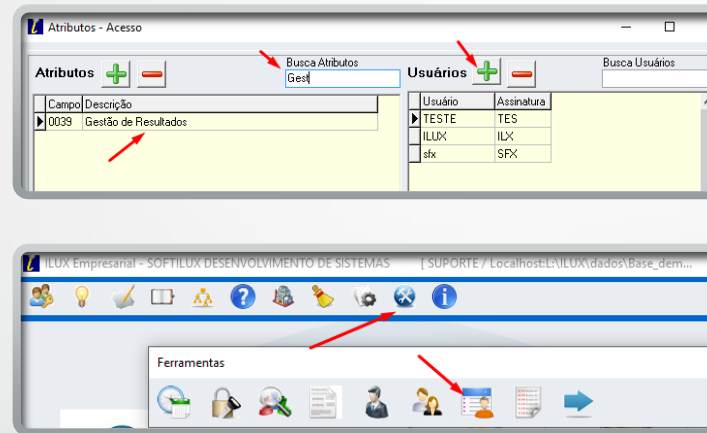 Atributos - Acesso
Atributos
Busca Atributos
Gest
Usuários
Busca Usuários
Campo Descrição
0039 Gestão de Resultados
Usuário Assinatura
TESTE TES
ILUX ILX
sfx SFX
ILUX Empresarial - SOFTILUX DESENVOLVIMENTO DE SISTEMAS [ SUPORTE / Localhost:L:\ILUX\dados\Base_dem...
Ferramentas